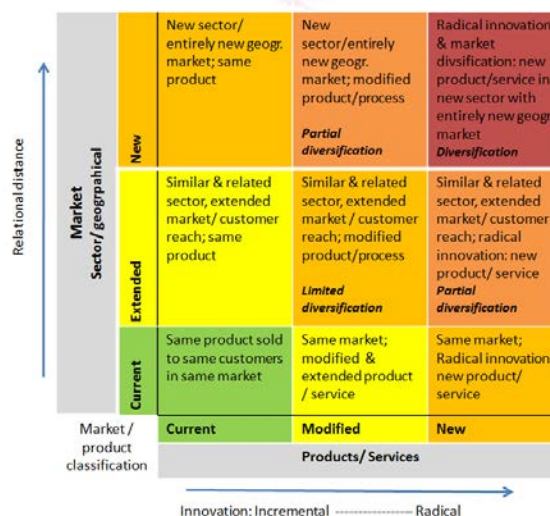 New sector/
entirely new geogr.
market; same
product
New
sector/entirely
new geogr.
market; modified
product/process
Partial
diversification
Radical innovation
& market
divsification: new
product/service in
new sector with
entirely new geogr
market
Diversification
New
Similar & related
sector, extended
market/ customer
reach; same
product
Similar & related
sector, extended
market / customer
reach; modified
product/process
Limited
diversification
Similar & related
sector, extended
market/ customer
reach; radical
innovation: new
product/ service
Partial
diversification
Extended
Same product sold
to same customers
in same market
Same market;
modified &
extended product
/ service
Same market;
Radical innovation
new product/
service
Current
Relational distance
Market
Sector/ geogrpahical
Market /
product
classification
Current
Modified
New
Products/ Services
Innovation: Incremental -------------------- Radical